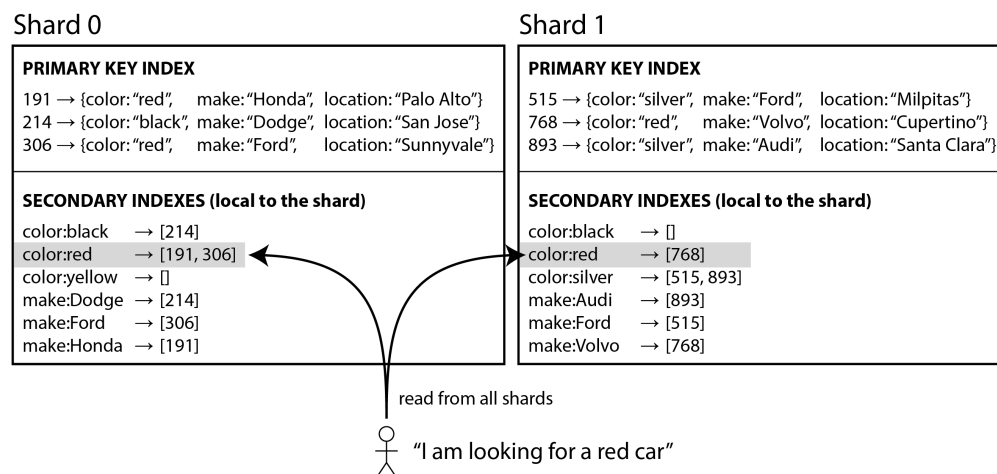 Shard 0
PRIMARY KEY INDEX
191 → {color: “red”, make: “Honda”, location: “Palo Alto”}
214 → {color: “black”, make: “Dodge”, location: “San Jose”}
306 → {color: “red”, make: “Ford”, location: “Sunnyvale”}
SECONDARY INDEXES (local to the shard)
color:black → [214]
color:red → [191, 306]
color:yellow → []
make:Dodge → [214]
make:Ford → [306]
make:Honda → [191]
Shard 1
PRIMARY KEY INDEX
515 → {color: “silver”, make: “Ford”, location: “Milpitas”}
768 → {color: “red”, make: “Volvo”, location: “Cupertino”}
893 → {color: “silver”, make: “Audi”, location: “Santa Clara”}
SECONDARY INDEXES (local to the shard)
color:black → []
color:red → [768]
color:silver → [515, 893]
make:Audi → [893]
make:Ford → [515]
make:Volvo → [768]
read from all shards
“I am looking for a red car”